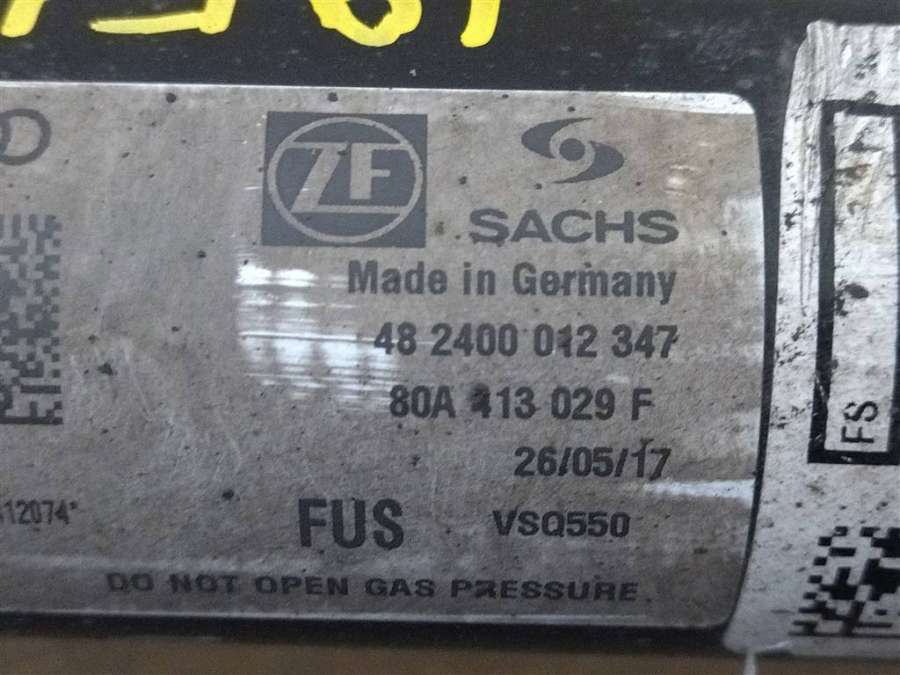 ZF
SACHS
Made in Germany
48 2400 012 347
80A 413 029 F
26/05/17
12074*
FUS VSQ550
DO NOT OPEN GAS PRESSURE.
FS